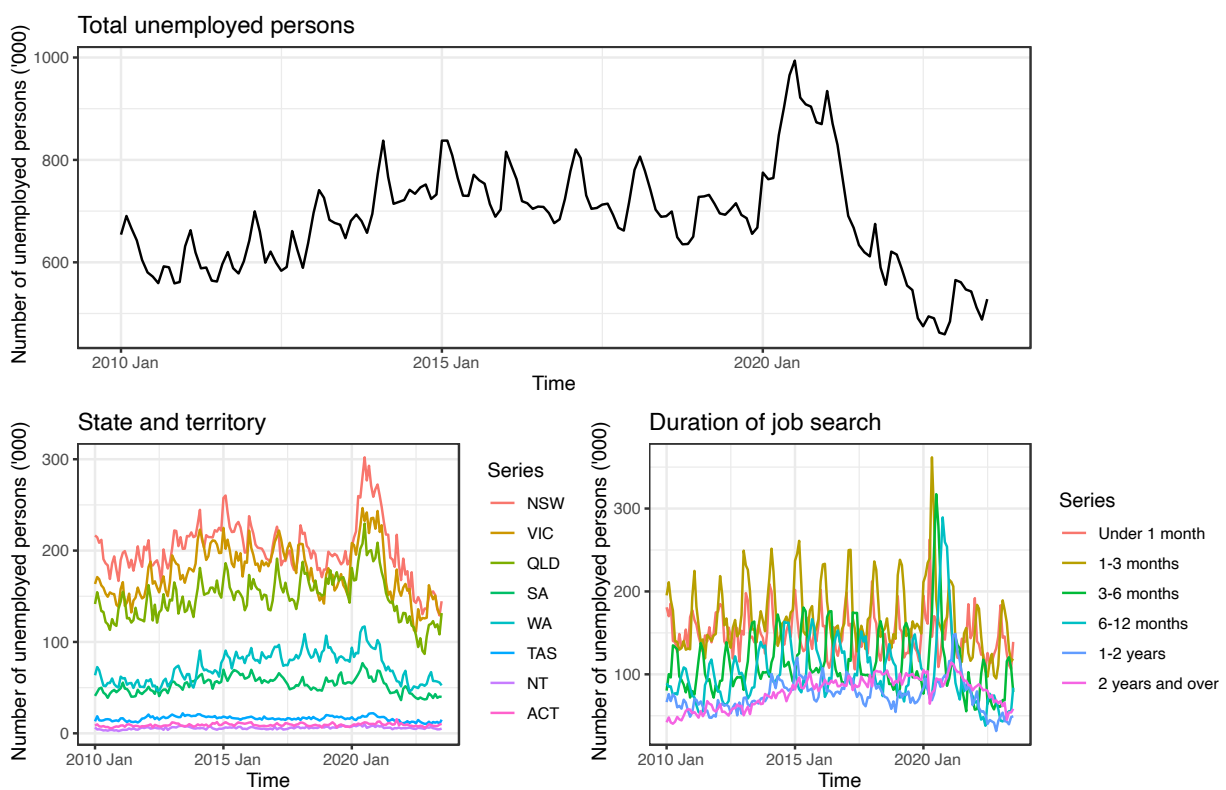 Total unemployed persons
Number of unemployed persons ('000)
1000
800
600
2010 Jan
2015 Jan
2020 Jan
Time
State and territory
Number of unemployed persons ('000)
300
200
100
0
2010 Jan
2015 Jan
2020 Jan
Time
Series
NSW
VIC
QLD
SA
WA
TAS
NT
ACT
Duration of job search
Number of unemployed persons ('000)
300
200
100
2010 Jan
2015 Jan
2020 Jan
Time
Series
Under 1 month
1-3 months
3-6 months
6-12 months
1-2 years
2 years and over